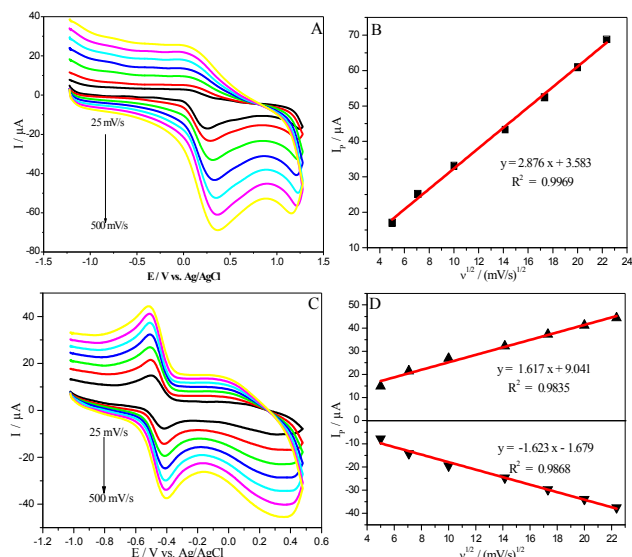 A
40
20
0
-20
-40
-60
-80
I / µA
25 mV/s
500 mV/s
-1.5 -1.0 -0.5 0.0 0.5 1.0 1.5
E / V vs. Ag/AgCl
B
70
60
50
40
30
20
10
Ip / µA
y = 2.876 x + 3.583
R² = 0.9969
4 6 8 10 12 14 16 18 20 22 24
ν^1/2 / (mV/s)^1/2
C
40
20
0
-20
-40
I / µA
25 mV/s
500 mV/s
-1.0 -0.8 -0.6 -0.4 -0.2 0.0 0.2 0.4 0.6
E / V vs. Ag/AgCl
D
50
40
30
20
10
-10
-20
-30
-40
Ip / µA
y = 1.617 x + 9.041
R² = 0.9835
y = -1.623 x - 1.679
R² = 0.9868
4 6 8 10 12 14 16 18 20 22
ν^1/2 / (mV/s)^1/2